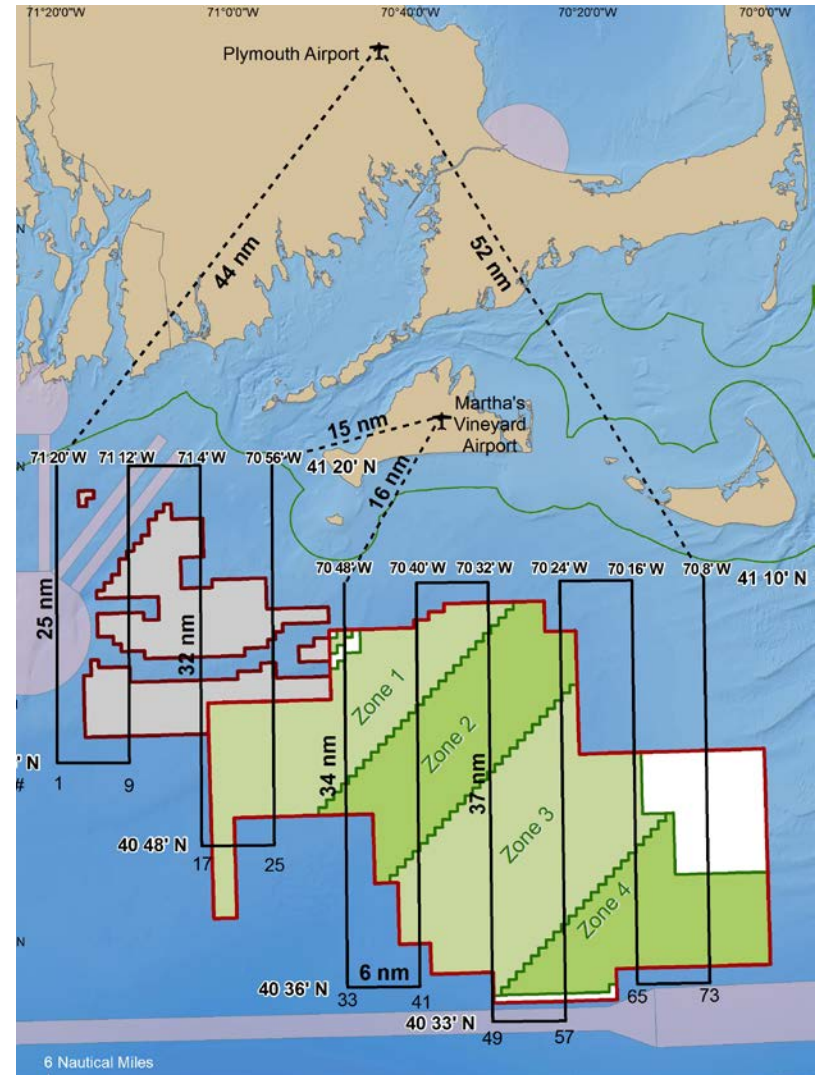 71°20'0"W 71°0'0"W 70°40'0"W 70°20'0"W 70°0'0"W
Plymouth Airport
44 nm
52 nm
N
Martha's
Vineyard
Airport
15 nm
16 nm
N
71° 20' W 71° 12' W 71° 4' W 70° 56' W
41° 20' N
70° 48' W 70° 40' W 70° 32' W 70° 24' W 70° 16' W 70° 8' W
41° 10' N
25 nm
32 nm
Zone 1
Zone 2
34 nm
37 nm
Zone 3
Zone 4
' N
# 1 9
40° 48' N
17 25
N
6 nm
40° 36' N
33 41
65 73
40° 33' N
49 57
6 Nautical Miles